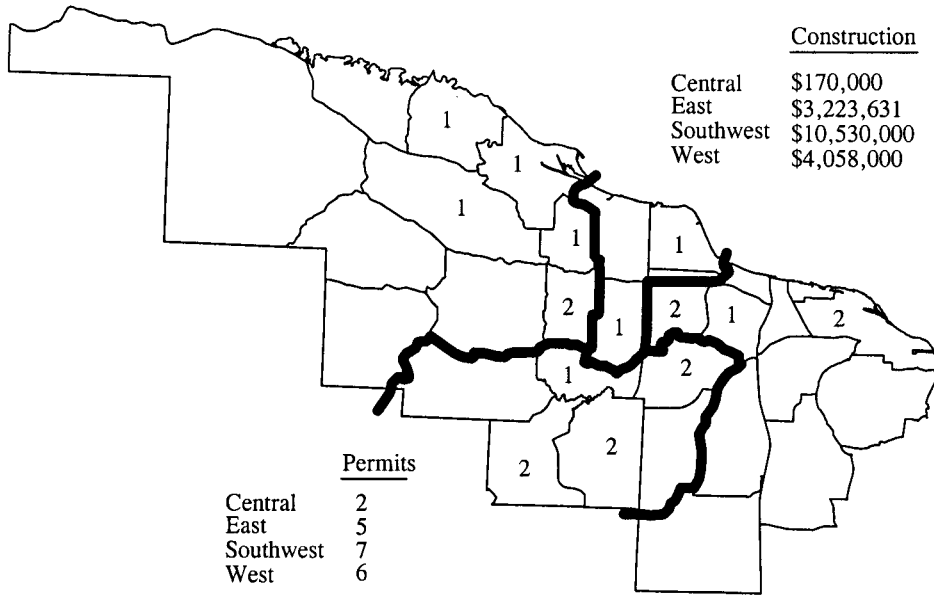 Construction
Central $170,000
East $3,223,631
Southwest $10,530,000
West $4,058,000
1
1
1
1
1
2
1
2
1
2
1
2
2
2
Permits
Central 2
East 5
Southwest 7
West 6